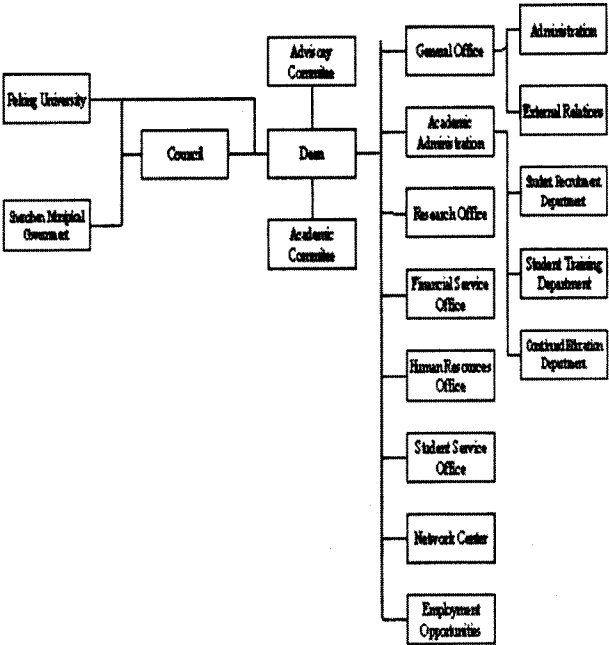 Peking University
Shenzhen Municipal
Government
Council
Advisory
Committee
Dean
Academic
Committee
General Office
Academic
Administration
Research Office
Financial Service
Office
Human Resources
Office
Student Service
Office
Network Center
Employment
Opportunities
Administration
External Relatices
Student Recruitment
Department
Student Training
Department
Continued Education
Department